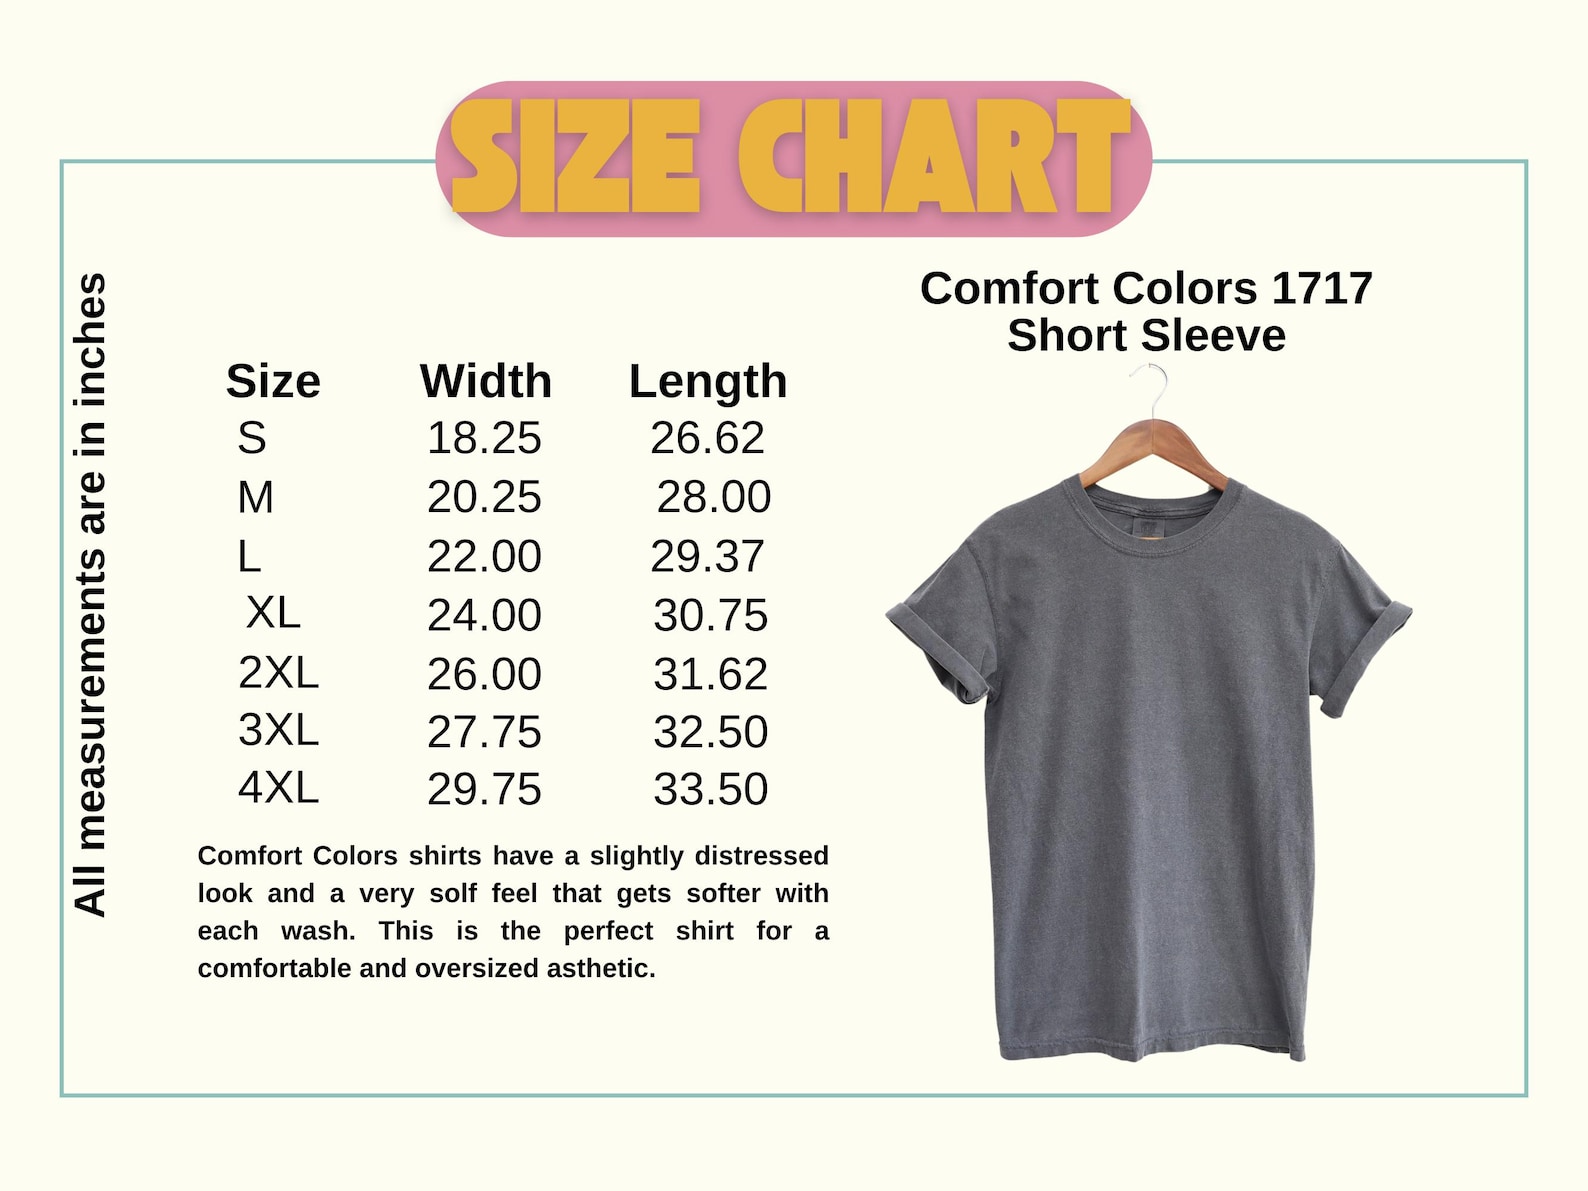 SIZE CHART
All measurements are in inches
Comfort Colors 1717
Short Sleeve
Size Width Length
S 18.25 26.62
M 20.25 28.00
L 22.00 29.37
XL 24.00 30.75
2XL 26.00 31.62
3XL 27.75 32.50
4XL 29.75 33.50
Comfort Colors shirts have a slightly distressed
look and a very solf feel that gets softer with
each wash. This is the perfect shirt for a
comfortable and oversized asthetic.